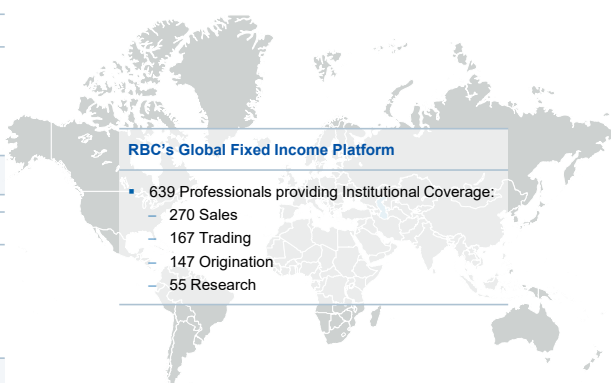 RBC’s Global Fixed Income Platform
▪ 639 Professionals providing Institutional Coverage:
– 270 Sales
– 167 Trading
– 147 Origination
– 55 Research